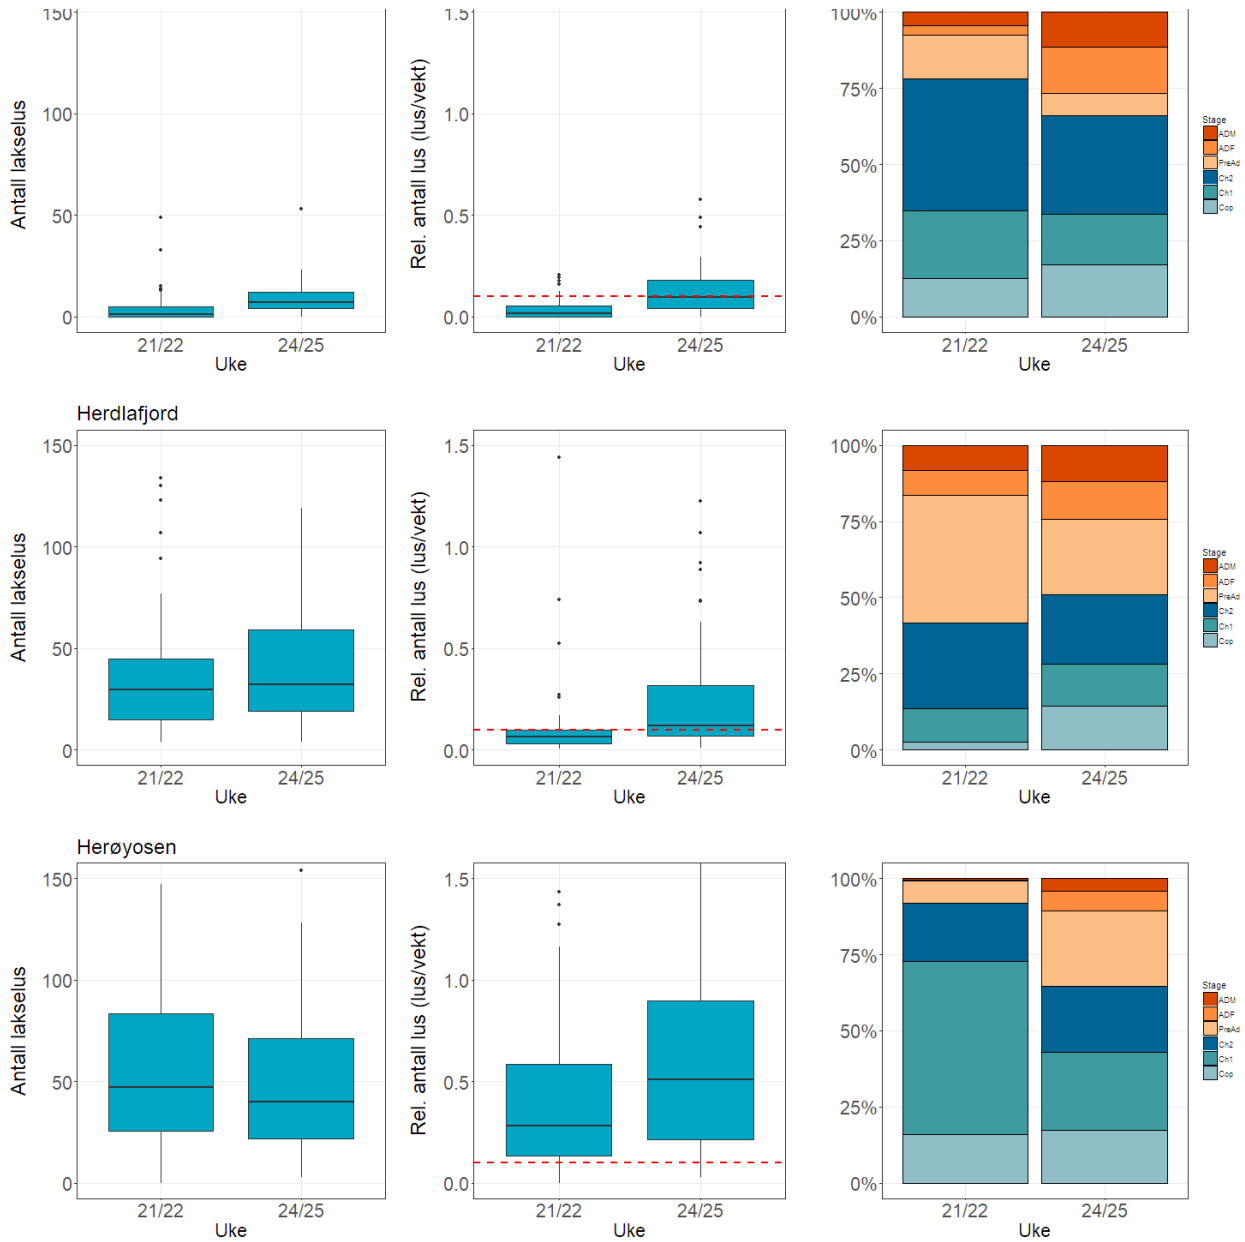 150
100
50
0
Antall lakselus
21/22 24/25
Uke
1.5
1.0
0.5
0.0
Rel. antall lus (lus/vekt)
21/22 24/25
Uke
100%
75%
50%
25%
0%
21/22 24/25
Uke
Stage
ADM
ADF
PreAd
Ch2
Ch1
Cop
Herdlafjord
150
100
50
0
Antall lakselus
21/22 24/25
Uke
1.5
1.0
0.5
0.0
Rel. antall lus (lus/vekt)
21/22 24/25
Uke
100%
75%
50%
25%
0%
21/22 24/25
Uke
Stage
ADM
ADF
PreAd
Ch2
Ch1
Cop
Herøyosen
150
100
50
0
Antall lakselus
21/22 24/25
Uke
1.5
1.0
0.5
0.0
Rel. antall lus (lus/vekt)
21/22 24/25
Uke
100%
75%
50%
25%
0%
21/22 24/25
Uke
Stage
ADM
ADF
PreAd
Ch2
Ch1
Cop